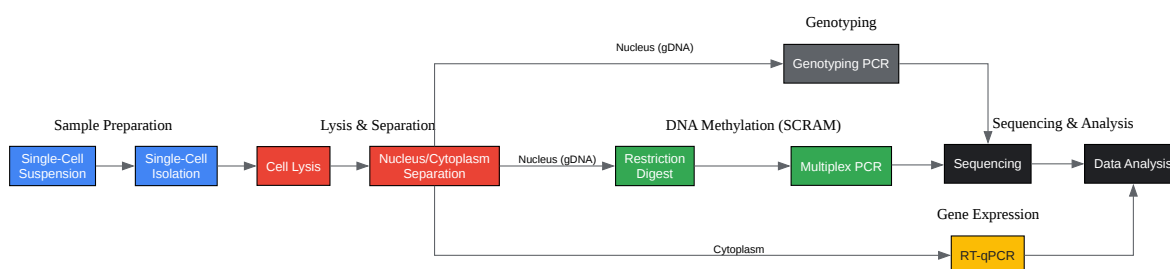 Genotyping
Nucleus (gDNA)
Genotyping PCR
Sample Preparation
Lysis & Separation
DNA Methylation (SCRAM)
Sequencing & Analysis
Single-Cell
Suspension
Single-Cell
Isolation
Cell Lysis
Nucleus/Cytoplasm
Separation
Nucleus (gDNA)
Restriction
Digest
Multiplex PCR
Sequencing
Data Analysis
Gene Expression
Cytoplasm
RT-qPCR